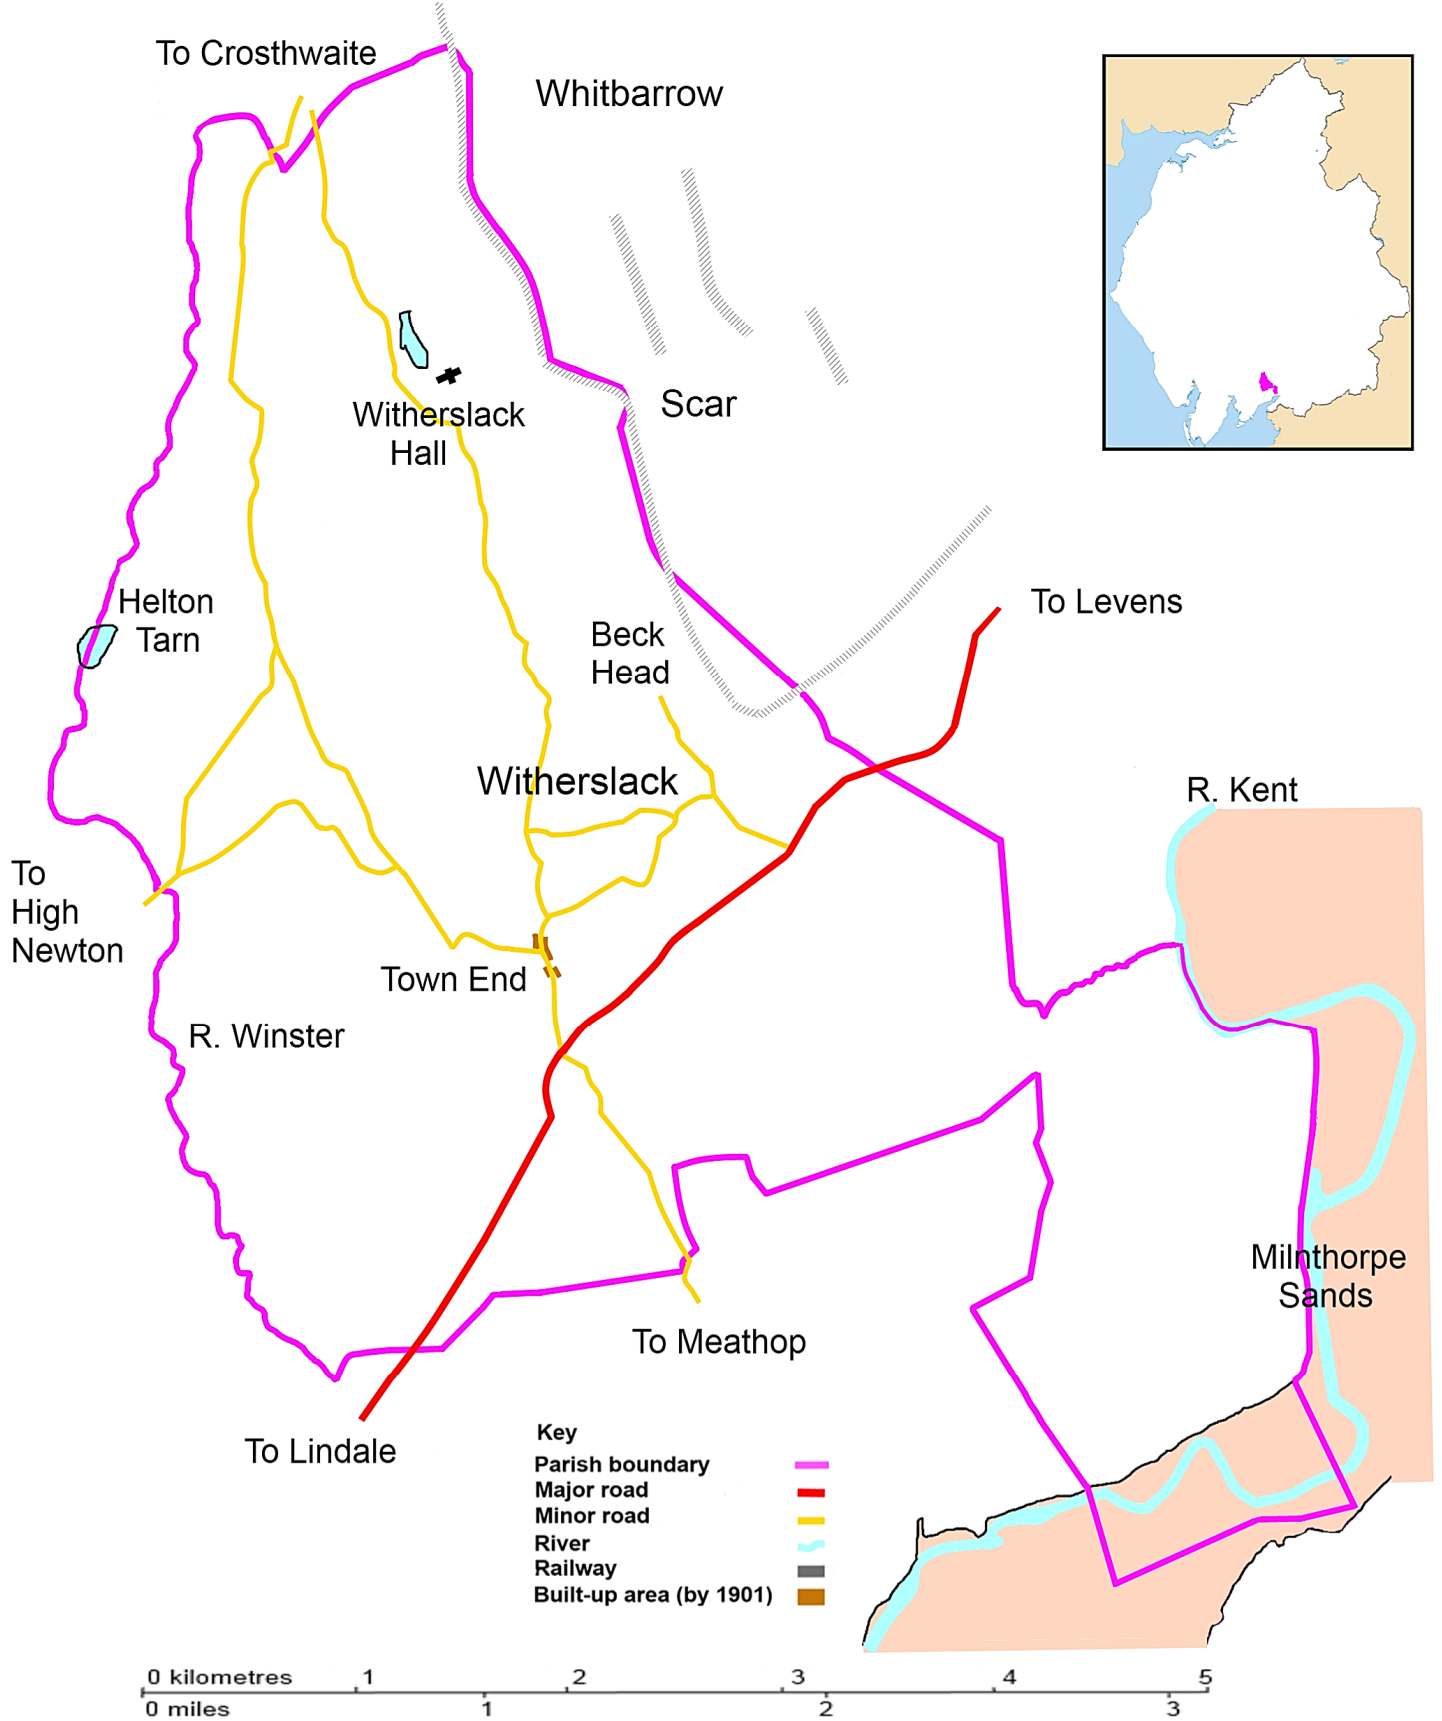 To Crosthwaite
Whitbarrow
Scar
Witherslack
Hall
Helton
Tarn
Beck
Head
To Levens
Witherslack
R. Kent
To
High
Newton
Town End
R. Winster
Milnthorpe
Sands
To Meathop
To Lindale
Key
Parish boundary
Major road
Minor road
River
Railway
Built-up area (by 1901)
0 kilometres 1 2 3 4 5
0 miles 1 2 3